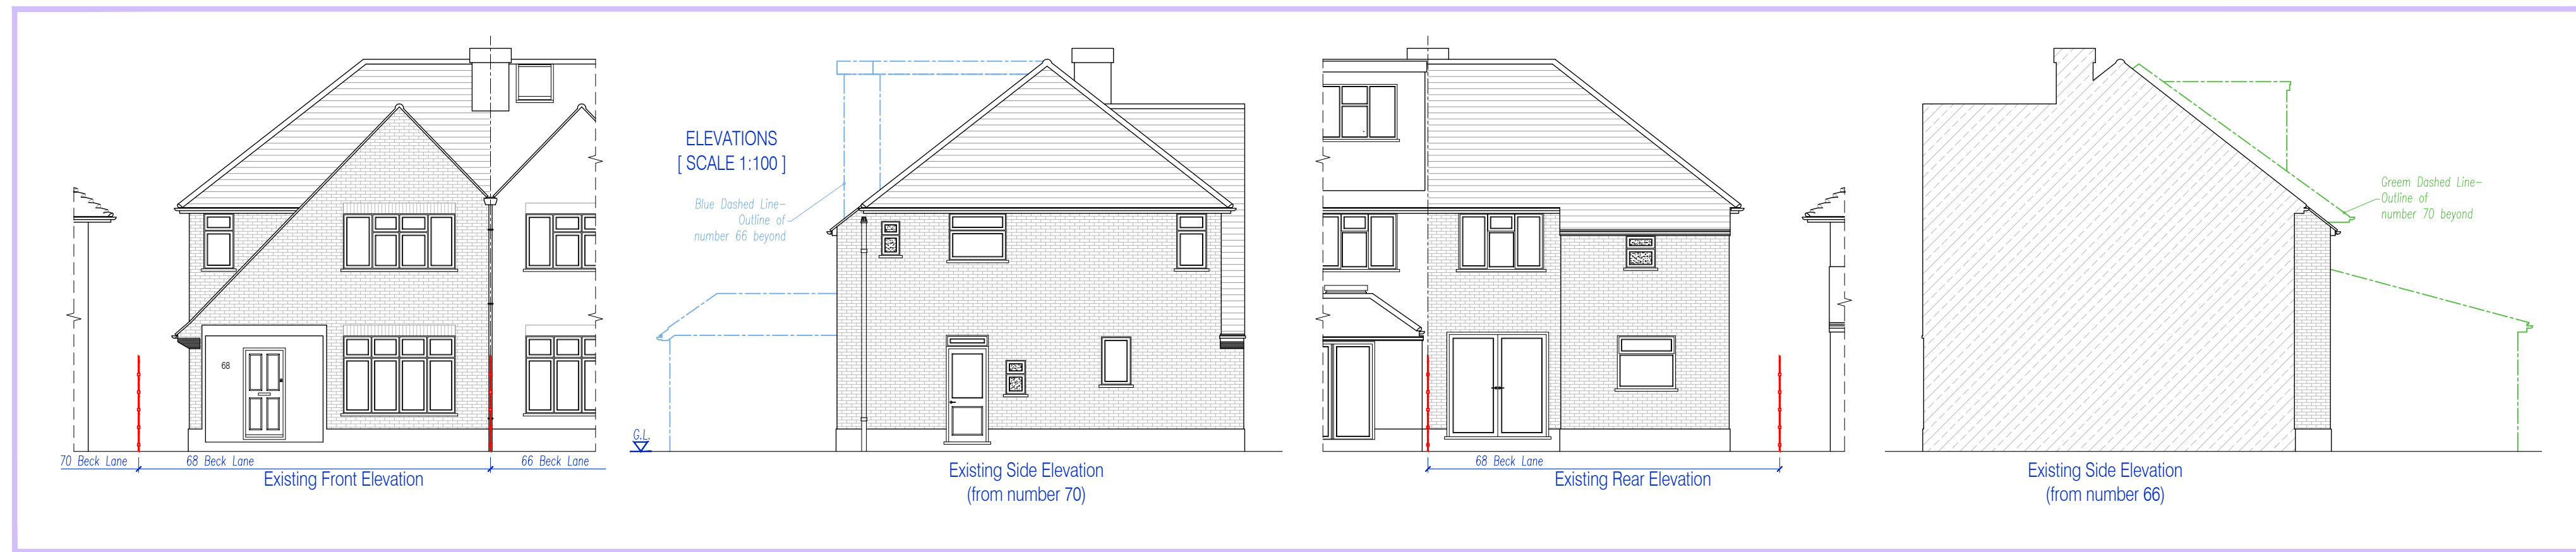 ELEVATIONS
[ SCALE 1:100 ]
Blue Dashed Line-
Outline of
number 66 beyond
Greem Dashed Line-
Outline of
number 70 beyond
68
G.L.
70 Beck Lane
68 Beck Lane
66 Beck Lane
Existing Front Elevation
Existing Side Elevation
(from number 70)
68 Beck Lane
Existing Rear Elevation
Existing Side Elevation
(from number 66)